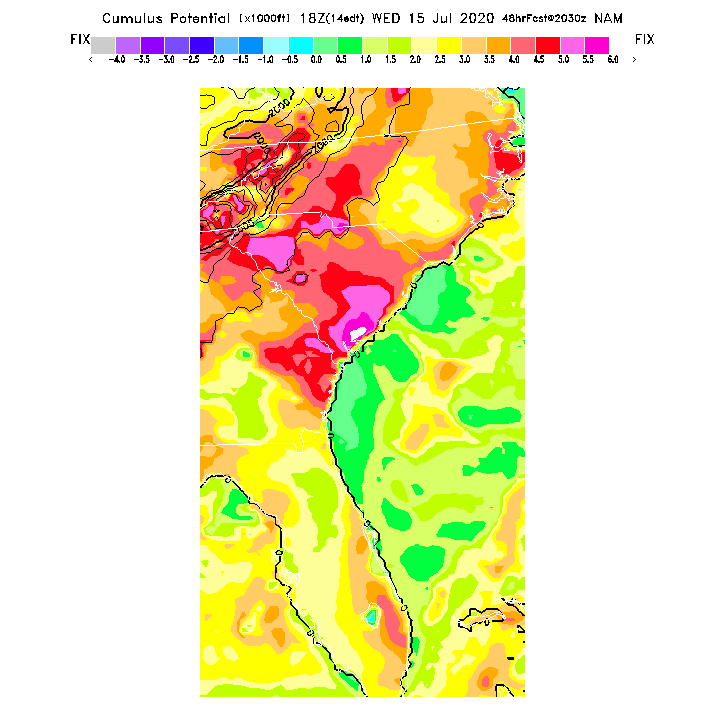 Cumulus Potential [x1000ft] 18Z(14edt) WED 15 Jul 2020 48hrFcst@2030z NAM
FIX FIX
< -4.0 -3.5 -3.0 -2.5 -2.0 -1.5 -1.0 -0.5 0.0 0.5 1.0 1.5 2.0 2.5 3.0 3.5 4.0 4.5 5.0 5.5 6.0 >
2000
2000